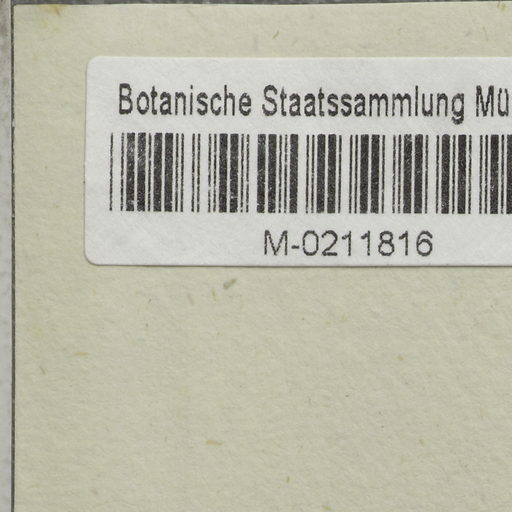 Botanische Staatssammlung Mü
M-0211816